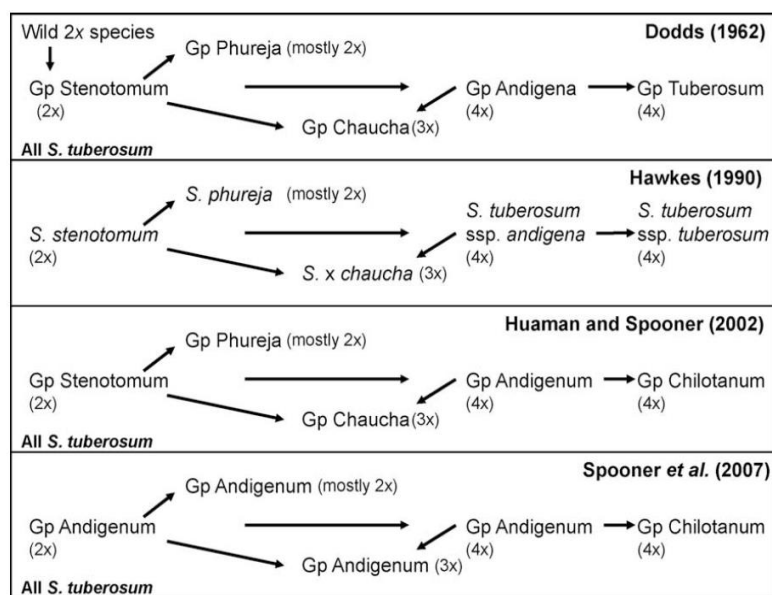 Wild 2x species
Dodds (1962)
Gp Phureja (mostly 2x)
Gp Stenotomum
(2x)
Gp Andigena
(4x)
Gp Tuberosum
(4x)
Gp Chaucha (3x)
All S. tuberosum
Hawkes (1990)
S. phureja (mostly 2x)
S. stenotomum
(2x)
S. tuberosum
ssp. andigena
(4x)
S. tuberosum
ssp. tuberosum
(4x)
S. x chaucha (3x)
Huaman and Spooner (2002)
Gp Phureja (mostly 2x)
Gp Stenotomum
(2x)
Gp Andigenum
(4x)
Gp Chilotanum
(4x)
Gp Chaucha (3x)
All S. tuberosum
Spooner et al. (2007)
Gp Andigenum (mostly 2x)
Gp Andigenum
(2x)
Gp Andigenum
(4x)
Gp Chilotanum
(4x)
Gp Andigenum (3x)
All S. tuberosum